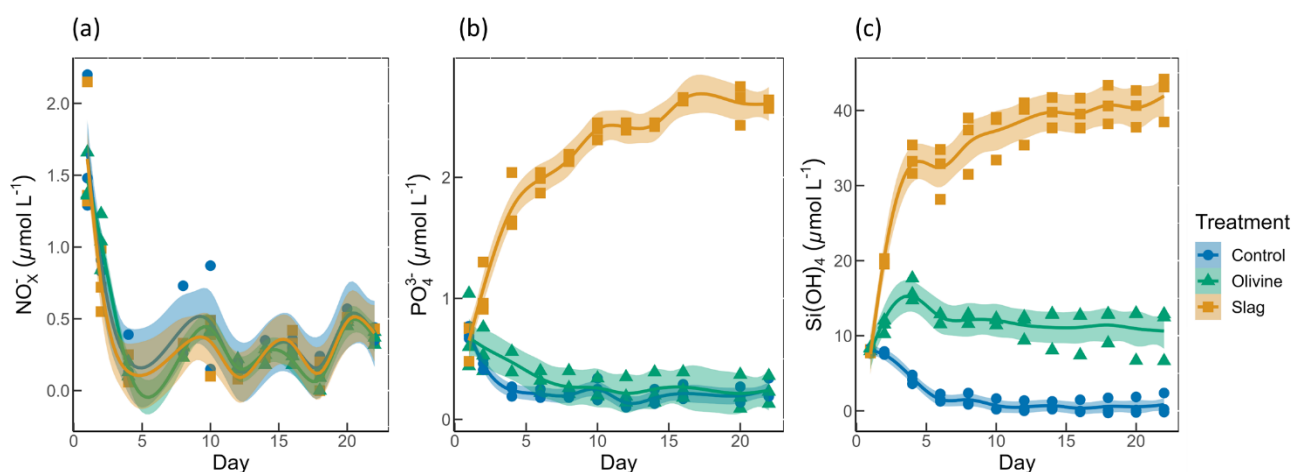 (a)
(b)
(c)
NOₓ⁻ (μmol L⁻¹)
2.0
1.5
1.0
0.5
0.0
0 5 10 15 20
Day
PO₄³⁻ (μmol L⁻¹)
2
1
0
0 5 10 15 20
Day
Si(OH)₄ (μmol L⁻¹)
40
30
20
10
0
0 5 10 15 20
Day
Treatment
Control
Olivine
Slag